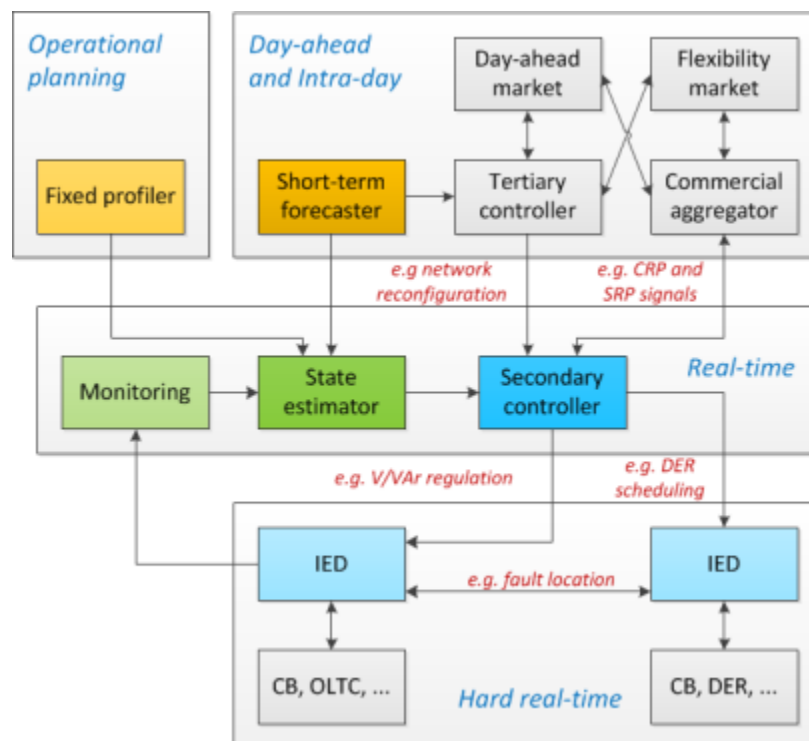 Operational
planning
Fixed profiler
Day-ahead
and Intra-day
Day-ahead
market
Flexibility
market
Short-term
forecaster
Tertiary
controller
Commercial
aggregator
e.g network
reconfiguration
e.g. CRP and
SRP signals
Real-time
Monitoring
State
estimator
Secondary
controller
e.g. V/VAr regulation
e.g. DER
scheduling
IED
e.g. fault location
IED
CB, OLTC, ...
Hard real-time
CB, DER, ...